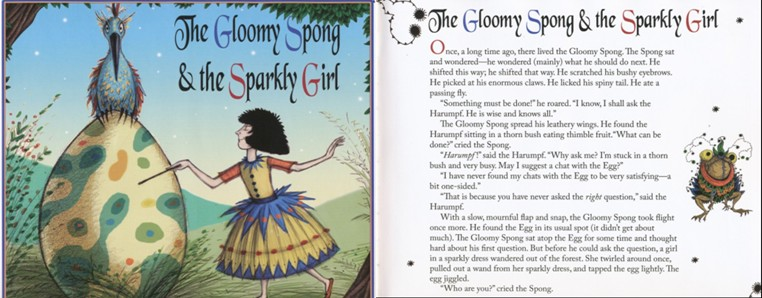 The Gloomy Spong
& the Sparkly Girl
The Gloomy Spong & the Sparkly Girl
Once, a long time ago, there lived the Gloomy Spong. The Spong sat
and wondered—he wondered (mainly) what he should do next. He
shifted this way; he shifted that way. He scratched his bushy eyebrows.
He picked at his enormous claws. He licked his spiny tail. He ate a
passing fly.
"Something must be done!" he roared. "I know, I shall ask the
Harumpf. He is wise and knows all."
The Gloomy Spong spread his leathery wings. He found the
Harumpf sitting in a thorn bush eating thimble fruit. "What can be
done?" cried the Spong.
"Harumpf!" said the Harumpf. "Why ask me? I'm stuck in a thorn
bush and very busy. May I suggest a chat with the Egg?"
"I have never found my chats with the Egg to be very satisfying—a
bit one-sided."
"That is because you have never asked the right question," said the
Harumpf.
With a slow, mournful flap and snap, the Gloomy Spong took flight
once more. He found the Egg in its usual spot (it didn't get about
much). The Gloomy Spong sat atop the Egg for some time and thought
hard about his first question. But before he could ask the question, a girl
in a sparkly dress wandered out of the forest. She twirled around once,
pulled out a wand from her sparkly dress, and tapped the egg lightly. The
egg jiggled.
"Who are you?" cried the Spong.